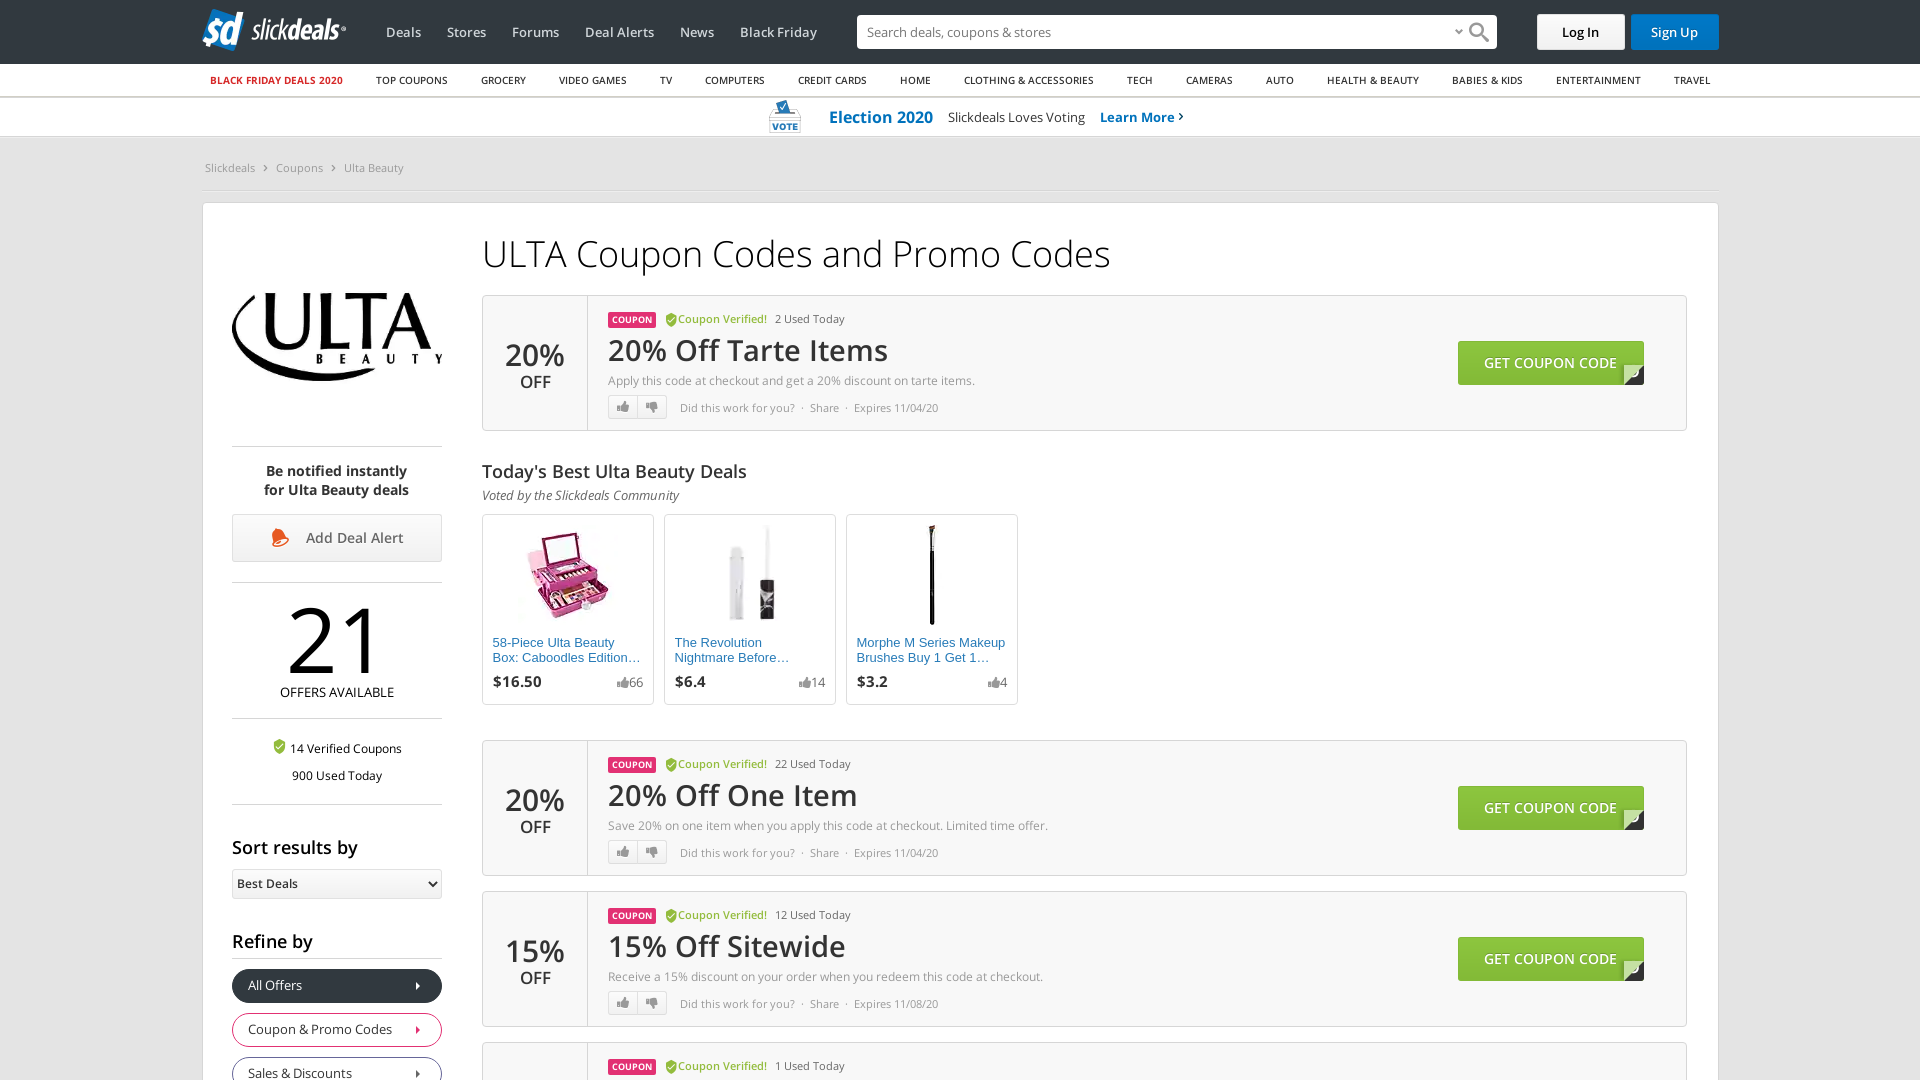 sd slickdeals
Deals Stores Forums Deal Alerts News Black Friday
Search deals, coupons & stores
Log In Sign Up
BLACK FRIDAY DEALS 2020 TOP COUPONS GROCERY VIDEO GAMES TV COMPUTERS CREDIT CARDS HOME CLOTHING & ACCESSORIES TECH CAMERAS AUTO HEALTH & BEAUTY BABIES & KIDS ENTERTAINMENT TRAVEL
VOTE Election 2020 Slickdeals Loves Voting Learn More
Slickdeals Coupons Ulta Beauty
ULTA
BEAUTY
Be notified instantly
for Ulta Beauty deals
Add Deal Alert
21
OFFERS AVAILABLE
14 Verified Coupons
900 Used Today
Sort results by
Best Deals
Refine by
All Offers
Coupon & Promo Codes
Sales & Discounts
ULTA Coupon Codes and Promo Codes
20%
OFF
COUPON Coupon Verified! 2 Used Today
20% Off Tarte Items
Apply this code at checkout and get a 20% discount on tarte items.
Did this work for you? · Share · Expires 11/04/20
GET COUPON CODE
Today's Best Ulta Beauty Deals
Voted by the Slickdeals Community
58-Piece Ulta Beauty
Box: Caboodles Edition…
$16.50 66
The Revolution
Nightmare Before…
$6.4 14
Morphe M Series Makeup
Brushes Buy 1 Get 1…
$3.2 4
20%
OFF
COUPON Coupon Verified! 22 Used Today
20% Off One Item
Save 20% on one item when you apply this code at checkout. Limited time offer.
Did this work for you? · Share · Expires 11/04/20
GET COUPON CODE
15%
OFF
COUPON Coupon Verified! 12 Used Today
15% Off Sitewide
Receive a 15% discount on your order when you redeem this code at checkout.
Did this work for you? · Share · Expires 11/08/20
GET COUPON CODE
COUPON Coupon Verified! 1 Used Today